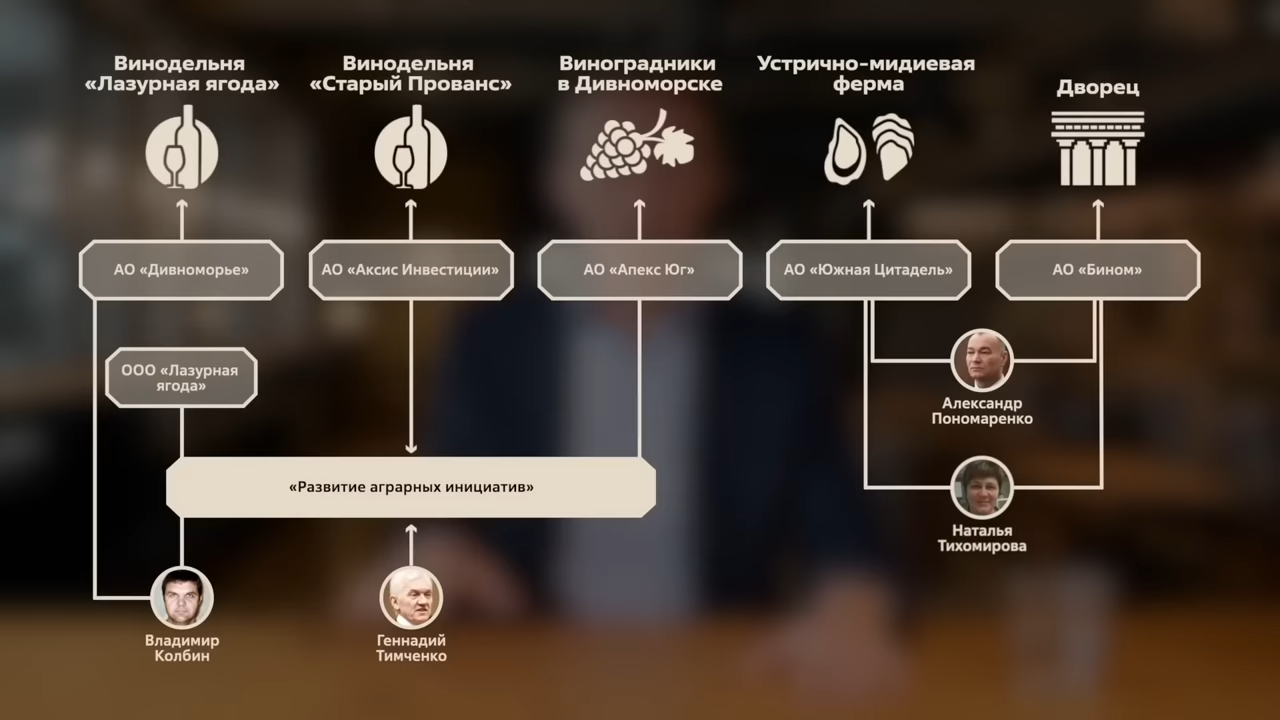 Винодельня
«Лазурная ягода»
Винодельня
«Старый Прованс»
Виноградники
в Дивноморске
Устрично-мидиевая
ферма
Дворец
АО «Дивноморье»
АО «Аксис Инвестиции»
АО «Апекс Юг»
АО «Южная Цитадель»
АО «Бином»
ООО «Лазурная
ягода»
Александр
Пономаренко
«Развитие аграрных инициатив»
Наталья
Тихомирова
Владимир
Колбин
Геннадий
Тимченко